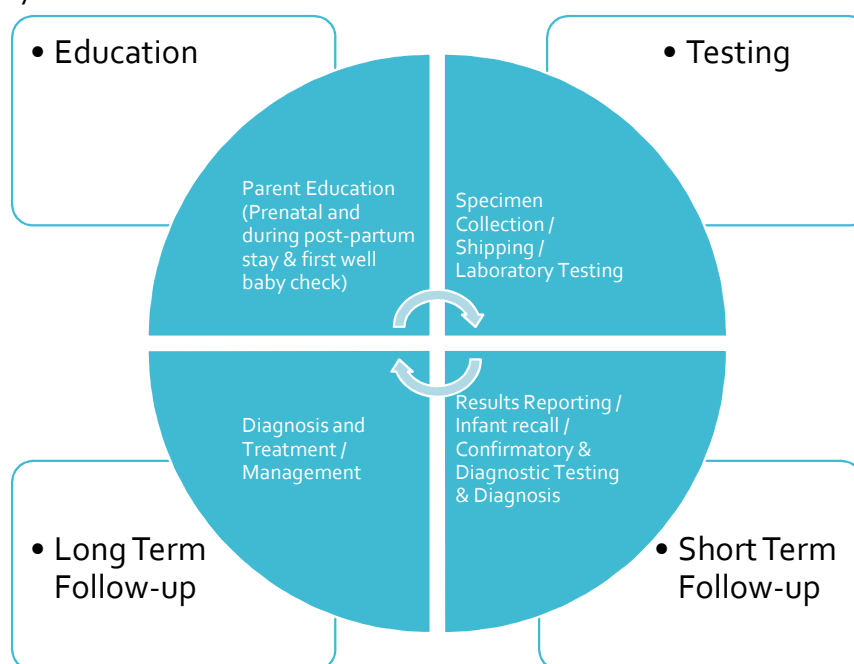 • Education
• Testing
Parent Education
(Prenatal and
during post-partum
stay & first well
baby check)
Specimen
Collection /
Shipping /
Laboratory Testing
Diagnosis and
Treatment /
Management
Results Reporting /
Infant recall /
Confirmatory &
Diagnostic Testing
& Diagnosis
• Long Term
Follow-up
• Short Term
Follow-up